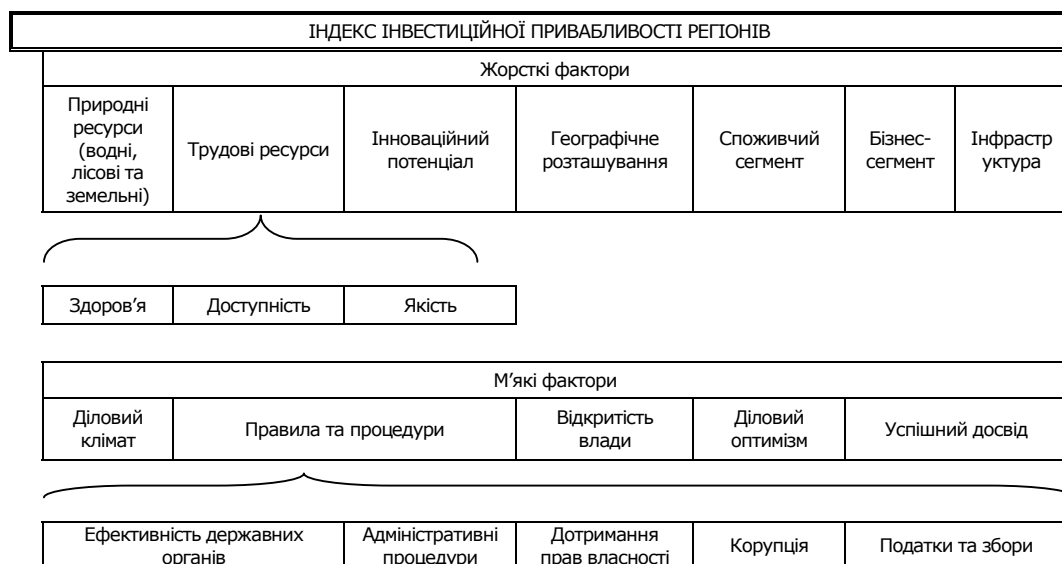 ІНДЕКС ІНВЕСТИЦІЙНОЇ ПРИВАБЛИВОСТІ РЕГІОНІВ
Жорсткі фактори
Природні
ресурси
(водні,
лісові та
земельні)
Трудові ресурси
Інноваційний
потенціал
Географічне
розташування
Споживчий
сегмент
Бізнес-
сегмент
Інфрастр
уктура
Здоров’я
Доступність
Якість
М’які фактори
Діловий
клімат
Правила та процедури
Відкритість
влади
Діловий
оптимізм
Успішний досвід
Ефективність державних
органів
Адміністративні
процедури
Дотримання
прав власності
Корупція
Податки та збори